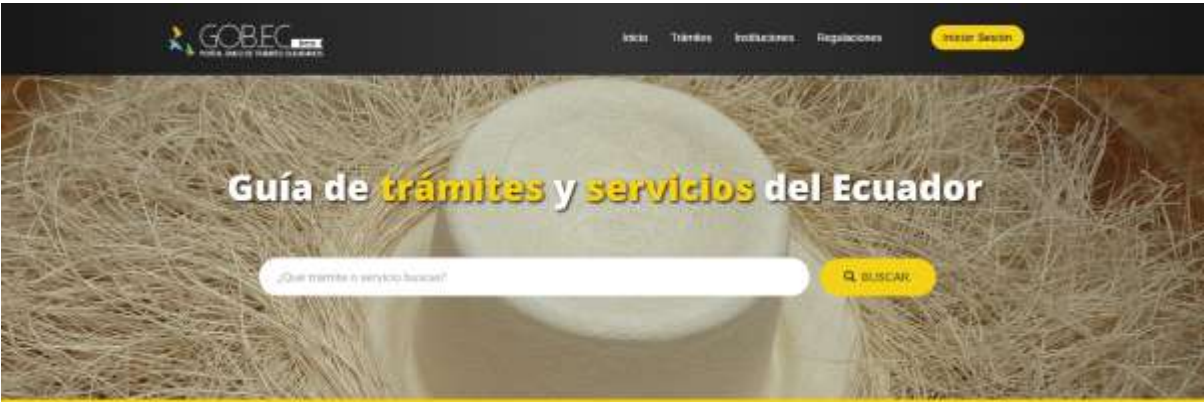 GOB.EC
Inicio Trámites Instituciones Regulaciones Iniciar Sesión
Guía de trámites y servicios del Ecuador
¿Qué trámite o servicio buscas?
BUSCAR